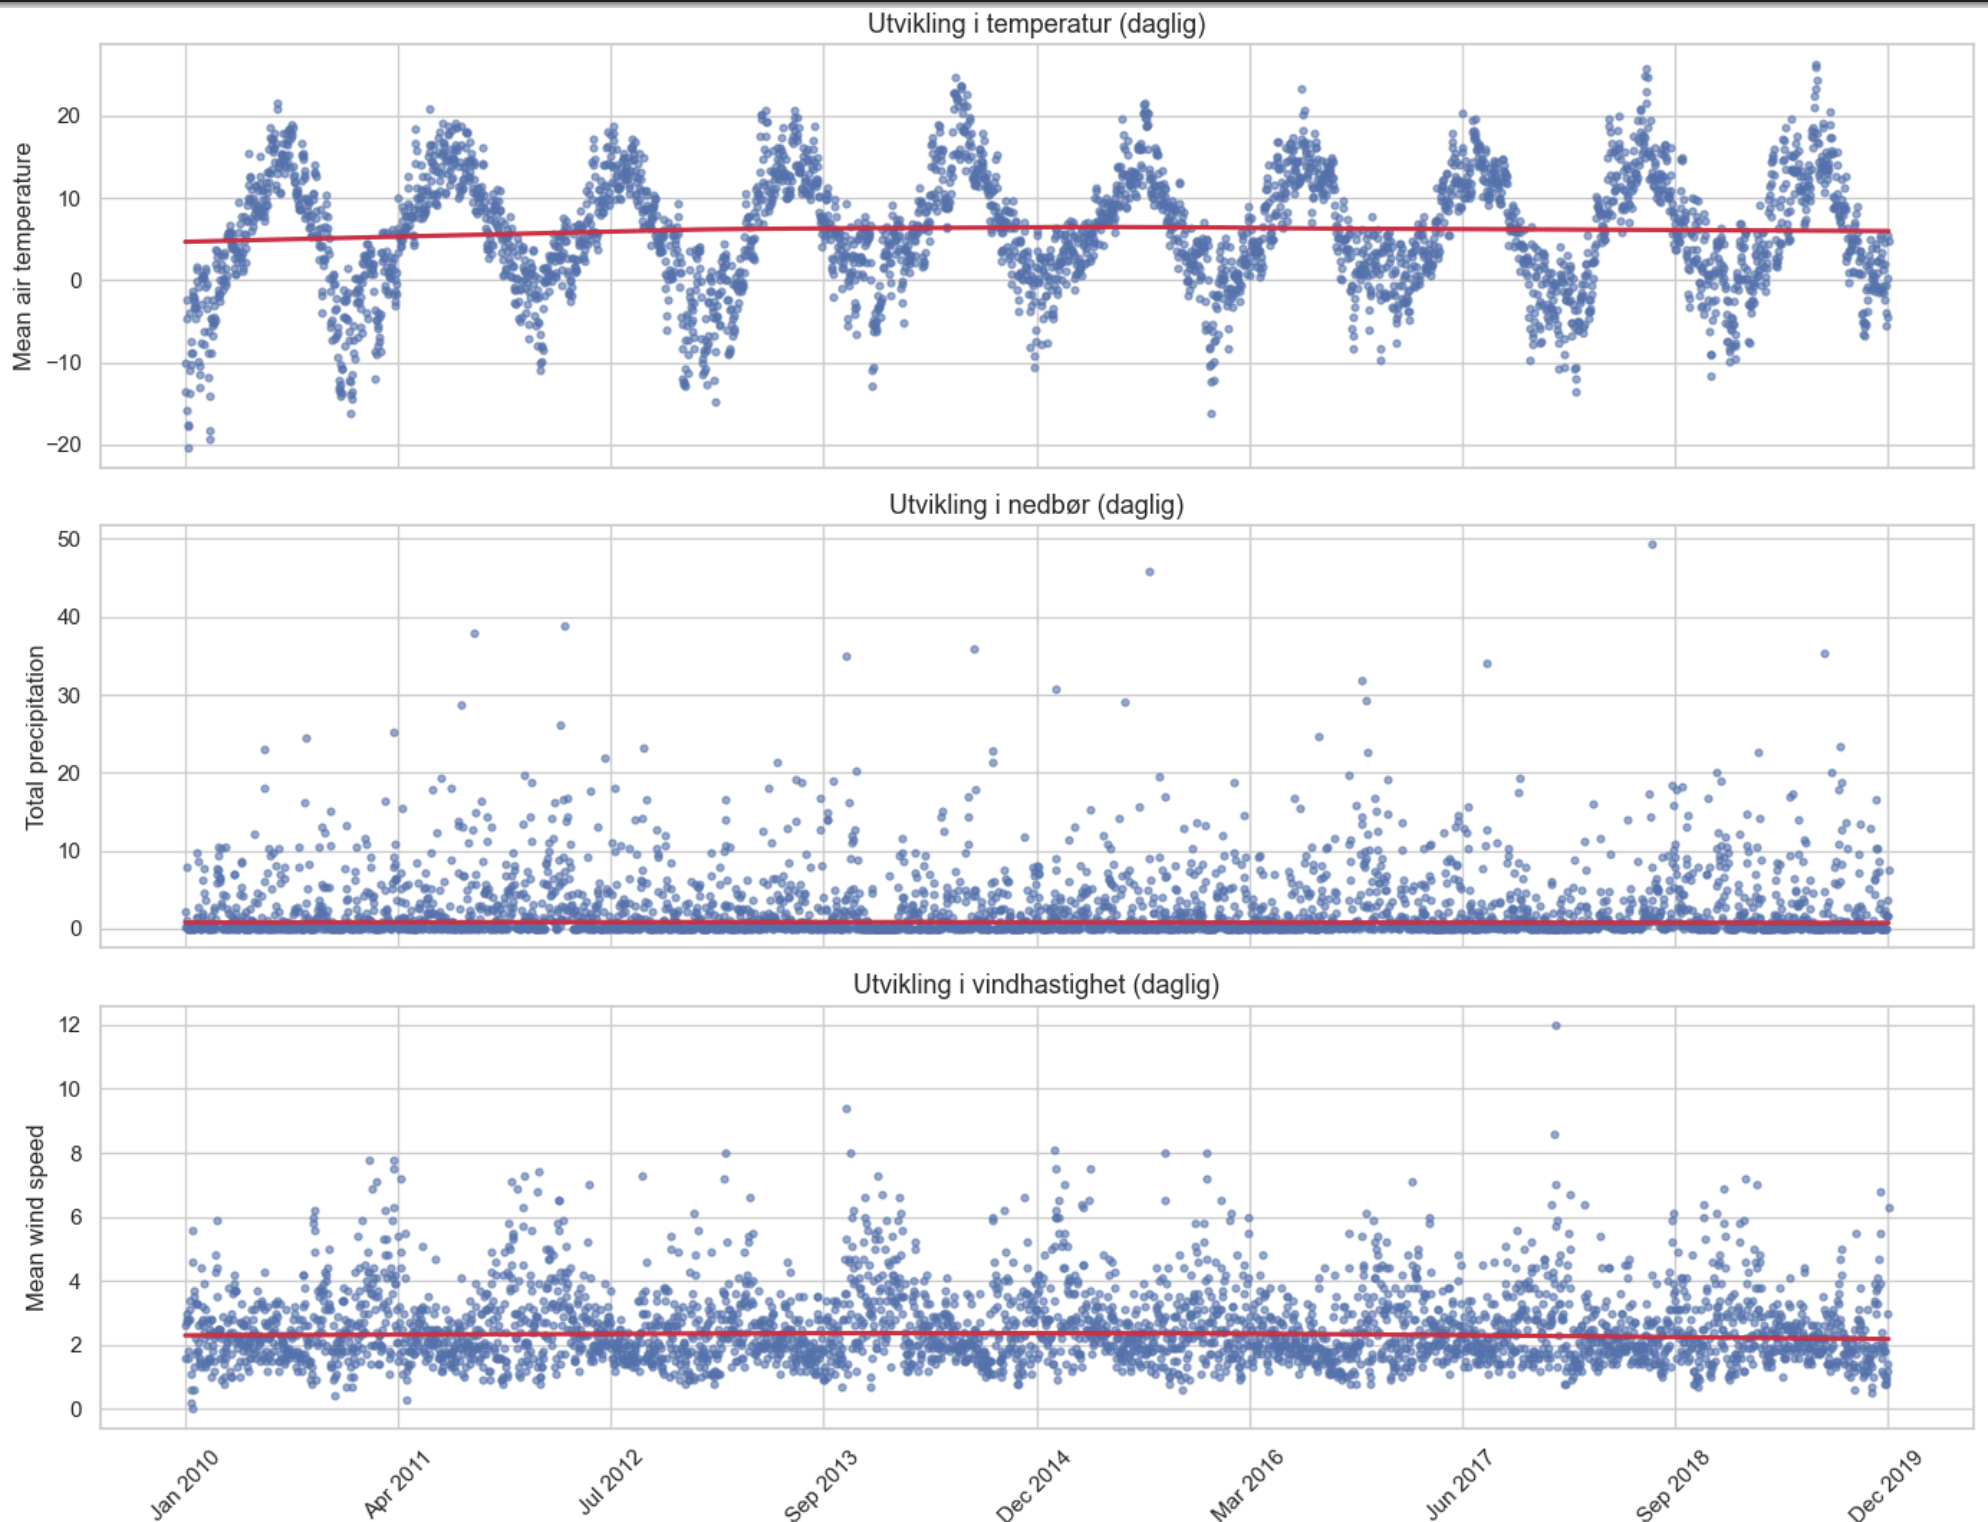 Utvikling i temperatur (daglig)
Mean air temperature
20
10
0
−10
−20
Utvikling i nedbør (daglig)
Total precipitation
50
40
30
20
10
0
Utvikling i vindhastighet (daglig)
Mean wind speed
12
10
8
6
4
2
0
Jan 2010
Apr 2011
Jul 2012
Sep 2013
Dec 2014
Mar 2016
Jun 2017
Sep 2018
Dec 2019